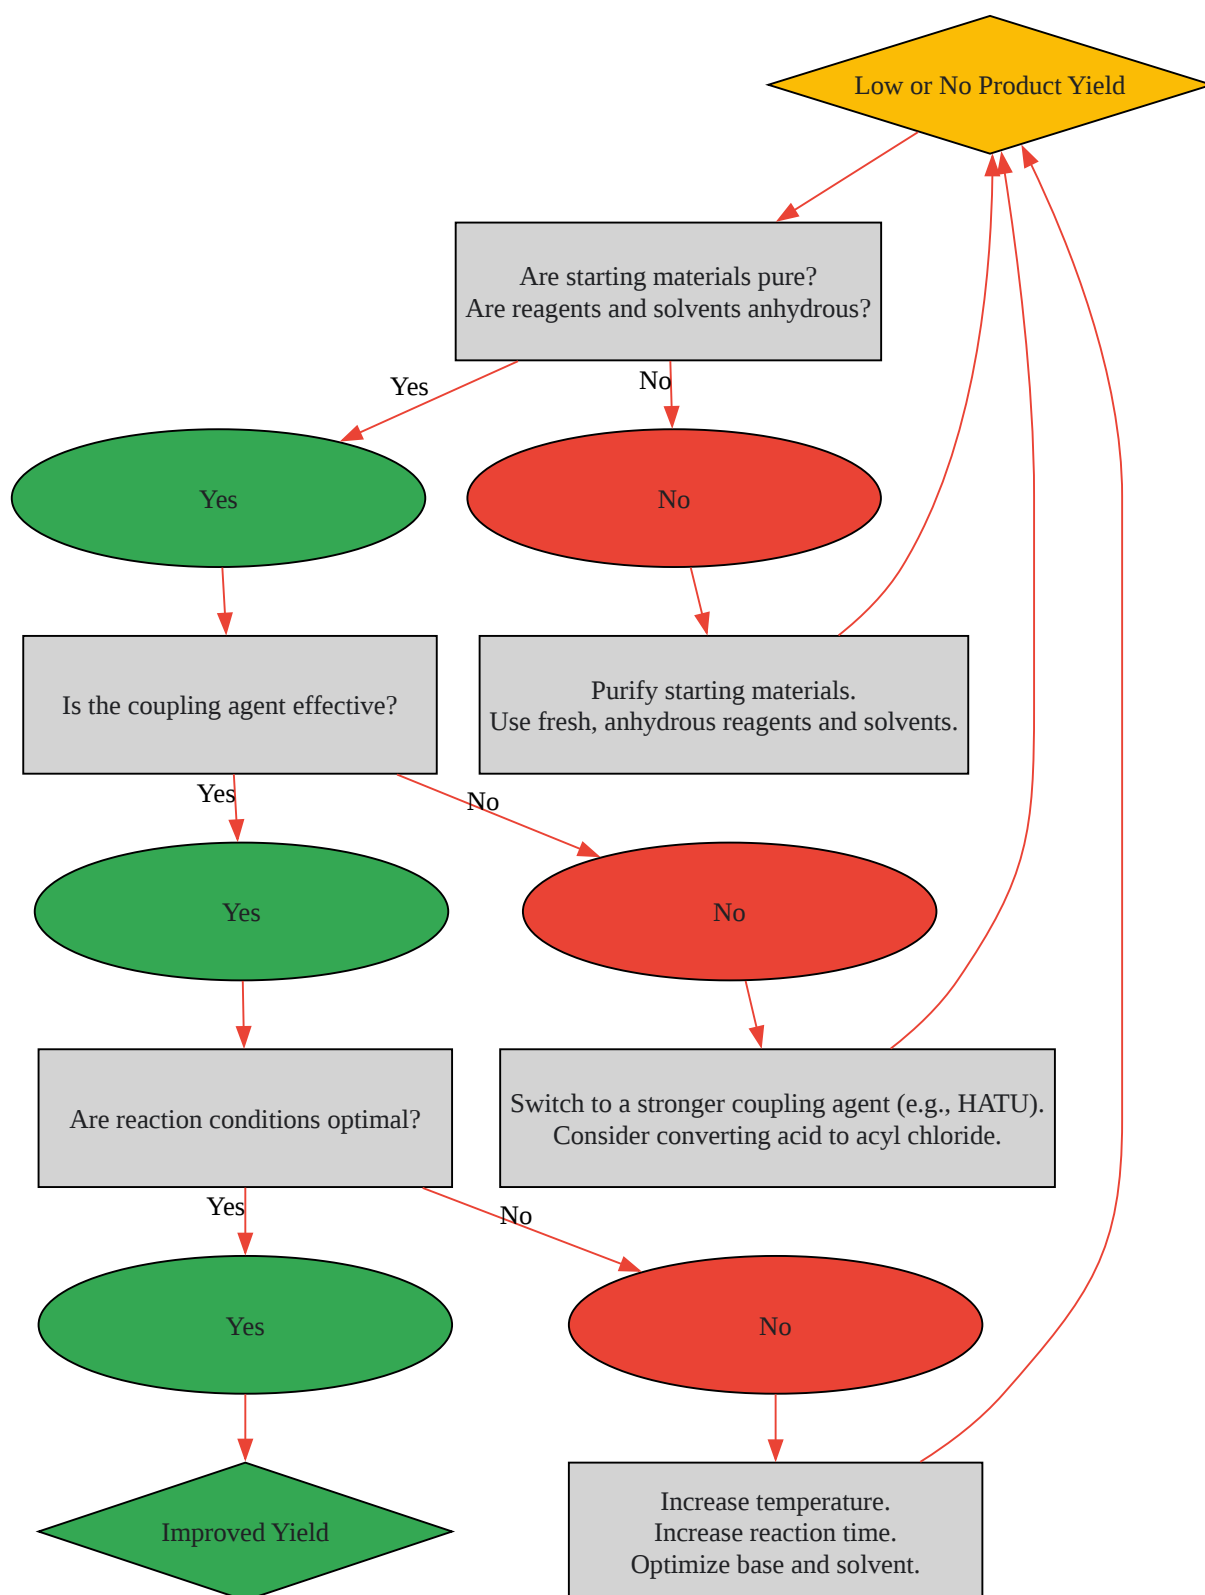 Low or No Product Yield
Are starting materials pure?
Are reagents and solvents anhydrous?
Yes
No
Yes
No
Is the coupling agent effective?
Purify starting materials.
Use fresh, anhydrous reagents and solvents.
Yes
No
Yes
No
Are reaction conditions optimal?
Switch to a stronger coupling agent (e.g., HATU).
Consider converting acid to acyl chloride.
Yes
No
Yes
No
Improved Yield
Increase temperature.
Increase reaction time.
Optimize base and solvent.